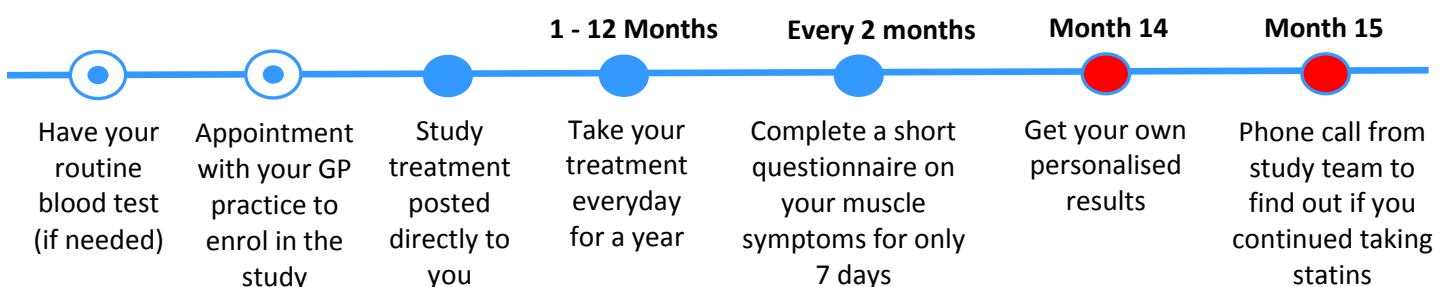 1 - 12 Months
Every 2 months
Month 14
Month 15
Have your
routine
blood test
(if needed)
Appointment
with your GP
practice to
enrol in the
study
Study
treatment
posted
directly to
you
Take your
treatment
everyday
for a year
Complete a short
questionnaire on
your muscle
symptoms for only
7 days
Get your own
personalised
results
Phone call from
study team to
find out if you
continued taking
statins